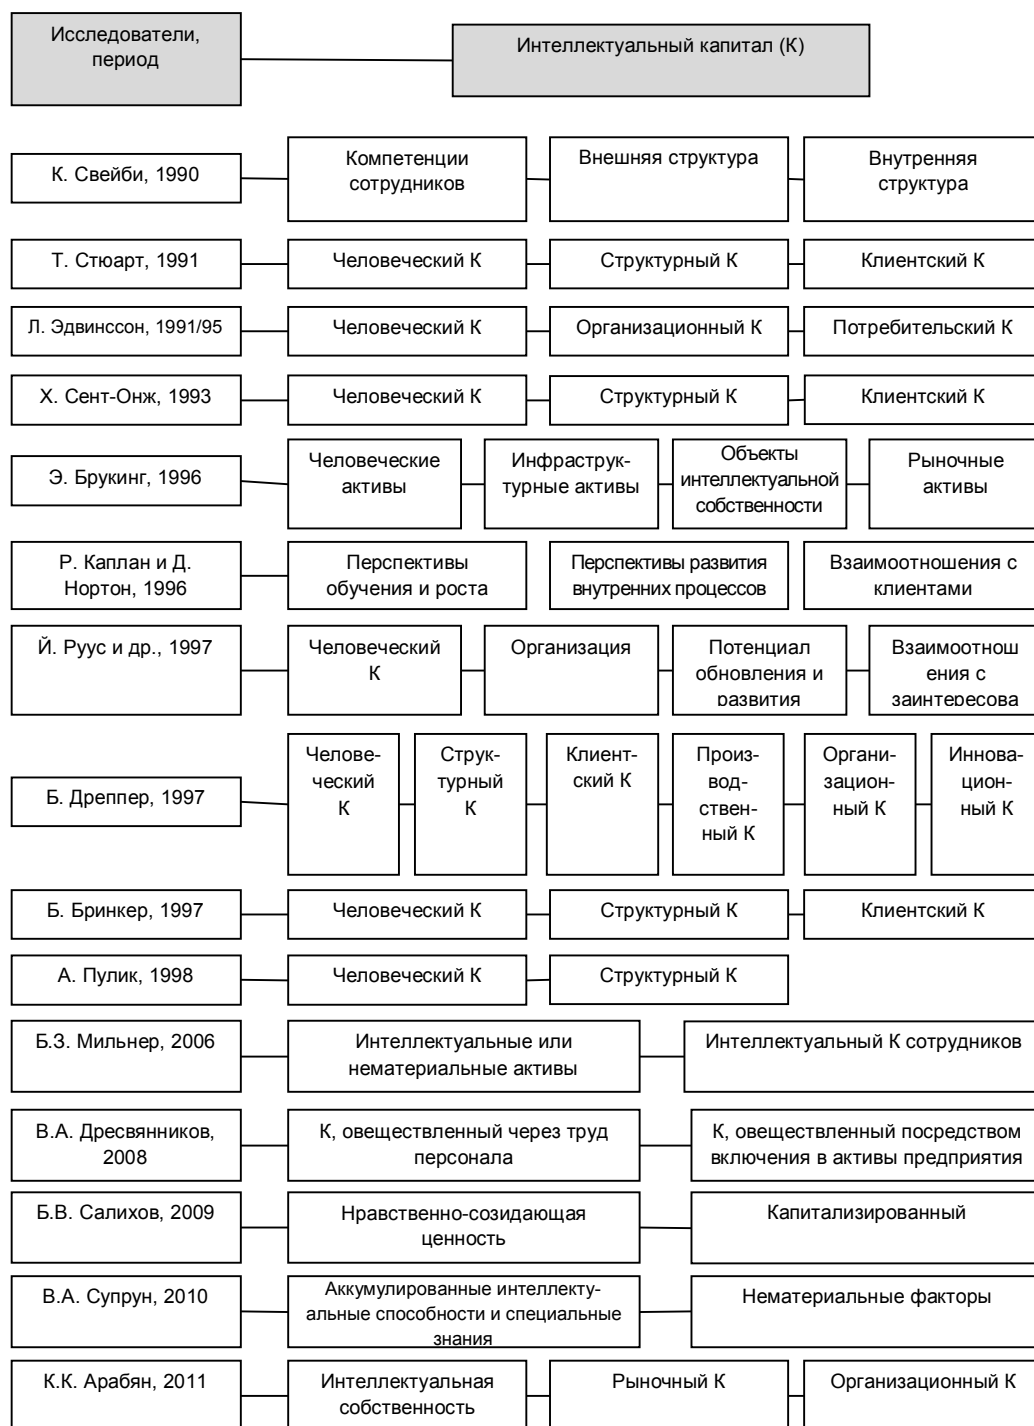 Исследователи,
период
Интеллектуальный капитал (К)
К. Свейби, 1990
Компетенции
сотрудников
Внешняя структура
Внутренняя
структура
Т. Стюарт, 1991
Человеческий К
Структурный К
Клиентский К
Л. Эдвинссон, 1991/95
Человеческий К
Организационный К
Потребительский К
Х. Сент-Онж, 1993
Человеческий К
Структурный К
Клиентский К
Э. Брукинг, 1996
Человеческие
активы
Инфраструк-
турные активы
Объекты
интеллектуальной
собственности
Рыночные
активы
Р. Каплан и Д.
Нортон, 1996
Перспективы
обучения и роста
Перспективы развития
внутренних процессов
Взаимоотношения с
клиентами
Й. Руус и др., 1997
Человеческий
К
Организация
Потенциал
обновления и
развития
Взаимоотнош
ения с
заинтересова
Б. Дреппер, 1997
Челове-
ческий
К
Струк-
турный
К
Клиент-
ский К
Произ-
вод-
ствен-
ный К
Органи-
зацион-
ный К
Иннова-
цион-
ный К
Б. Бринкер, 1997
Человеческий К
Структурный К
Клиентский К
А. Пулик, 1998
Человеческий К
Структурный К
Б.З. Мильнер, 2006
Интеллектуальные или
нематериальные активы
Интеллектуальный К сотрудников
В.А. Дресвянников,
2008
К, овеществленный через труд
персонала
К, овеществленный посредством
включения в активы предприятия
Б.В. Салихов, 2009
Нравственно-созидающая
ценность
Капитализированный
В.А. Супрун, 2010
Аккумулированные интеллекту-
альные способности и специальные
знания
Нематериальные факторы
К.К. Арабян, 2011
Интеллектуальная
собственность
Рыночный К
Организационный К